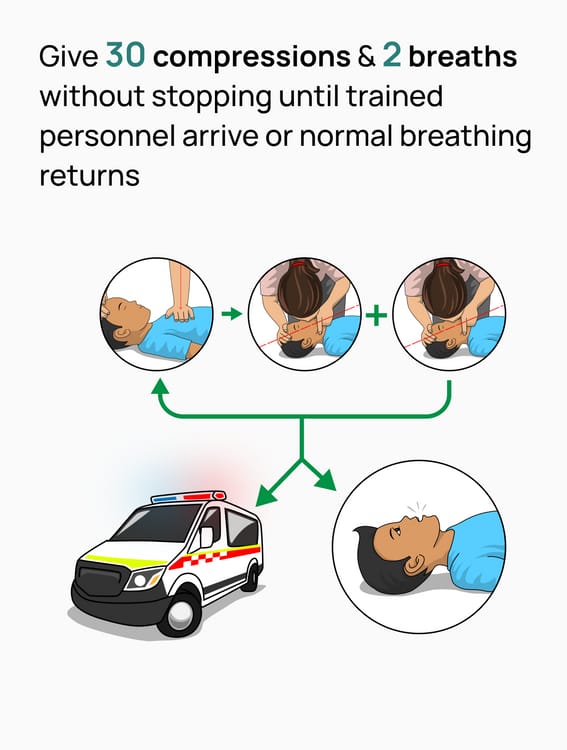 Give 30 compressions & 2 breaths
without stopping until trained
personnel arrive or normal breathing
returns